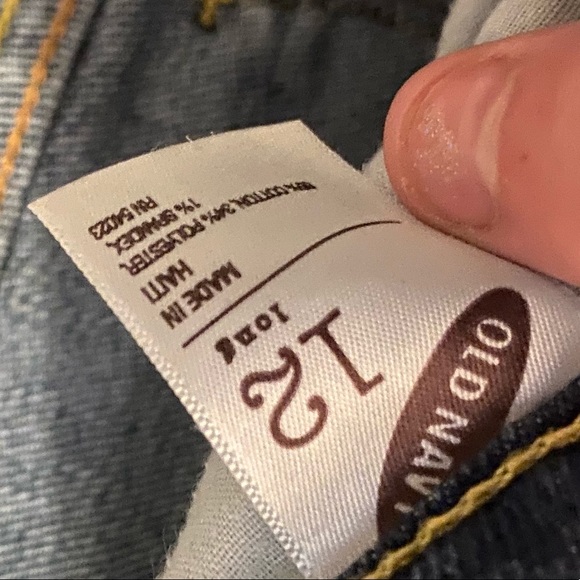 OLD NAVY
12
long
MADE IN
HAITI
65% COTTON, 34% POLYESTER,
1% SPANDEX,
RN 54023